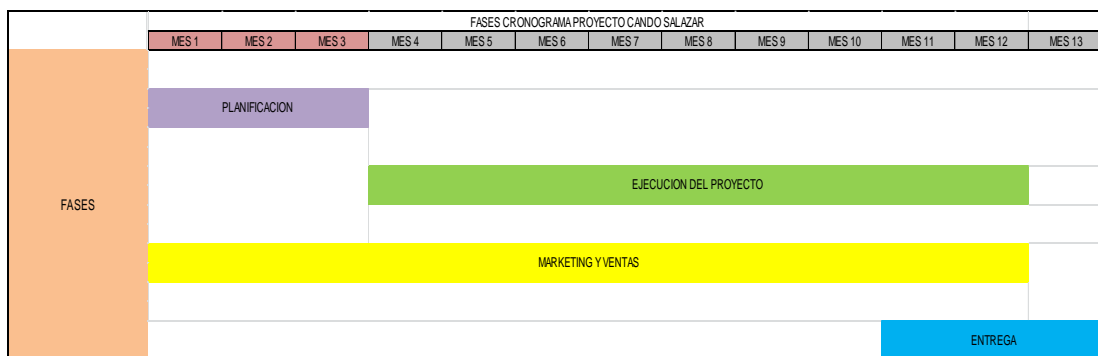 FASES CRONOGRAMA PROYECTO CANDO SALAZAR
MES 1 MES 2 MES 3 MES 4 MES 5 MES 6 MES 7 MES 8 MES 9 MES 10 MES 11 MES 12 MES 13
PLANIFICACION
EJECUCION DEL PROYECTO
FASES
MARKETING Y VENTAS
ENTREGA